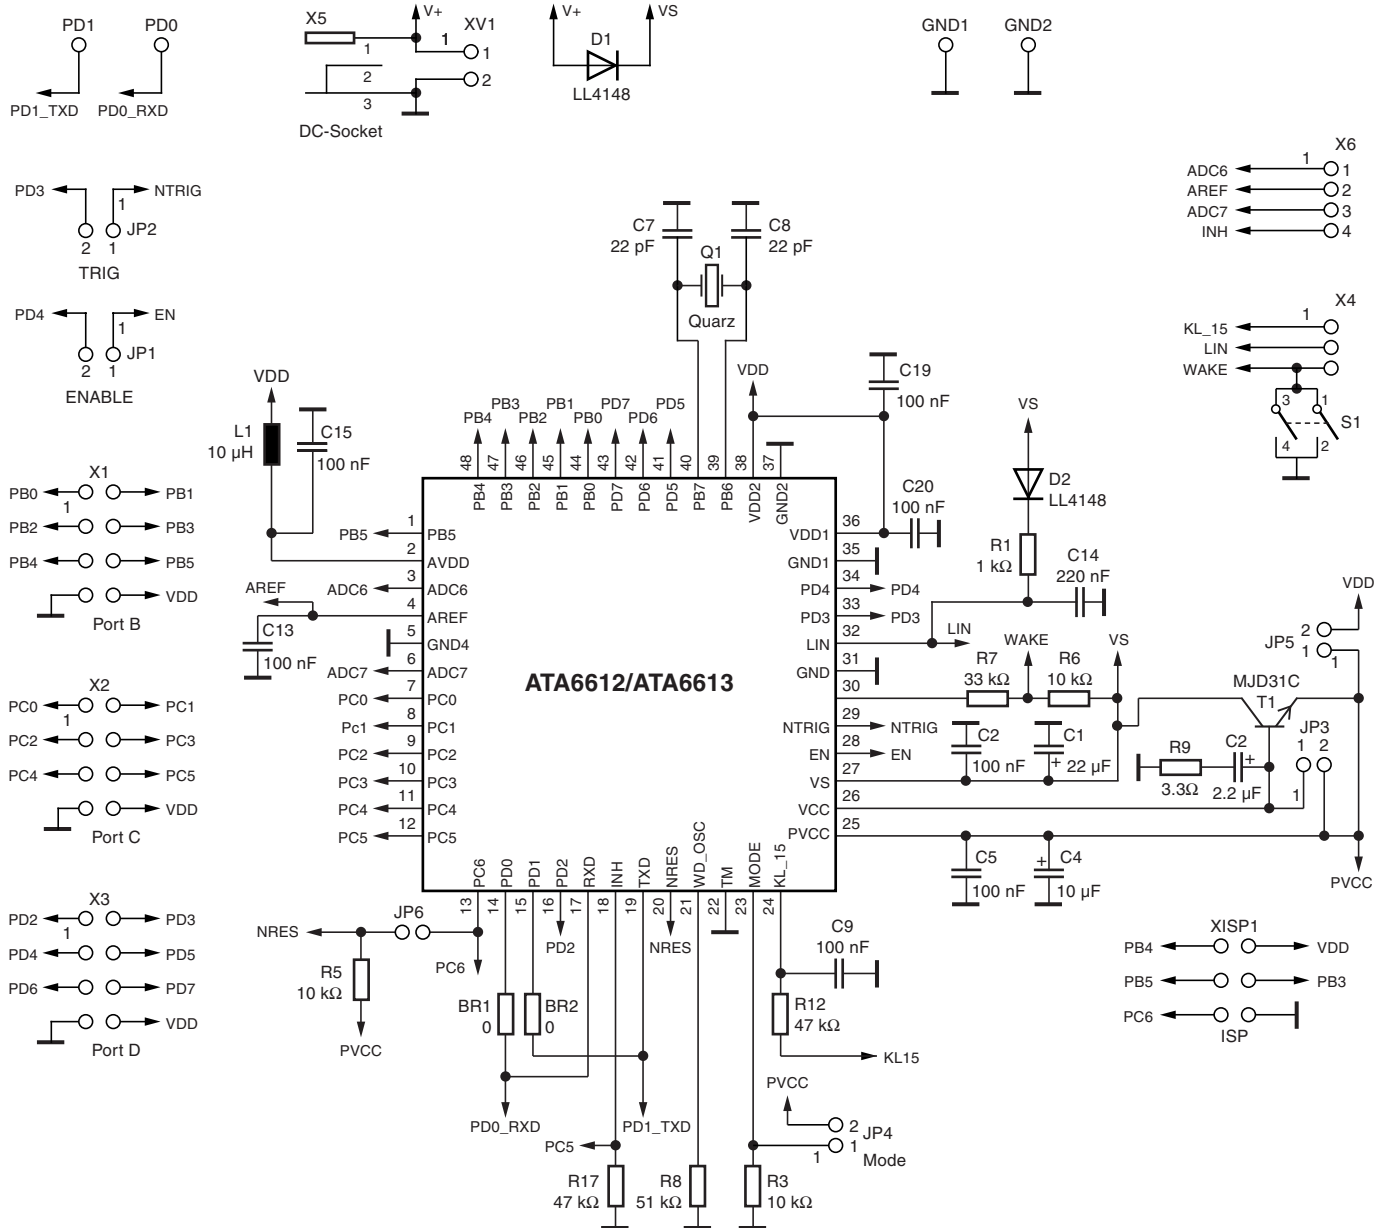 PD1 PD0
PD1_TXD PD0_RXD
X5 V+ XV1
1 1 1
2 2
3
DC-Socket
V+ VS
D1
LL4148
GND1 GND2
X6
1
ADC6 1
AREF 2
ADC7 3
INH 4
PD3 NTRIG
1
JP2
2 1
TRIG
PD4 EN
1
JP1
2 1
ENABLE
C7
22 pF
C8
22 pF
Q1
Quarz
X4
1
KL_15
LIN
WAKE
3 1
S1
4 2
VDD
L1
10 µH
C15
100 nF
VDD
C19
100 nF
C20
100 nF
VS
D2
LL4148
R1
1 kΩ
C14
220 nF
PB4 PB3 PB2 PB1 PB0 PD7 PD6 PD5
48 47 46 45 44 43 42 41 40 39 38 37
PB4 PB3 PB2 PB1 PB0 PD7 PD6 PD5 PB7 PB6 VDD2 GND2
X1
PB0 PB1
1
PB2 PB3
PB4 PB5
VDD
Port B
X2
PC0 PC1
1
PC2 PC3
PC4 PC5
VDD
Port C
X3
PD2 PD3
1
PD4 PD5
PD6 PD7
VDD
Port D
PB5 1 PB5
2 AVDD
ADC6 3 ADC6
AREF 4 AREF
C13
100 nF
5 GND4
ADC7 6 ADC7
PC0 7 PC0
Pc1 8 PC1
PC2 9 PC2
PC3 10 PC3
PC4 11 PC4
PC5 12 PC5
ATA6612/ATA6613
VDD1 36
GND1 35
PD4 34 PD4
PD3 33 PD3
LIN 32 LIN
GND 31
30
NTRIG 29 NTRIG
EN 28 EN
VS 27
VCC 26
PVCC 25
R7
33 kΩ
WAKE
R6
10 kΩ
VS
C2
100 nF
C1
+ 22 µF
VDD
2
JP5
1 1
MJD31C
T1
JP3
1 2
1
R9
3.3Ω
C2
+
2.2 µF
C5
100 nF
C4
+
10 µF
PVCC
PC6 PD0 PD1 PD2 RXD INH TXD NRES WD_OSC TM MODE KL_15
13 14 15 16 17 18 19 20 21 22 23 24
NRES
JP6
PC6
R5
10 kΩ
PVCC
PD2
NRES
BR1
0
BR2
0
PD0_RXD
PD1_TXD
PC5
R17
47 kΩ
R8
51 kΩ
R3
10 kΩ
C9
100 nF
R12
47 kΩ
KL15
PVCC
2
JP4
1 1
Mode
XISP1
PB4 VDD
PB5 PB3
PC6
ISP